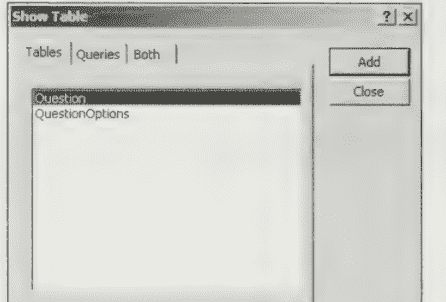 Show Table
Tables Queries Both
Add
Close
Question
QuestionOptions